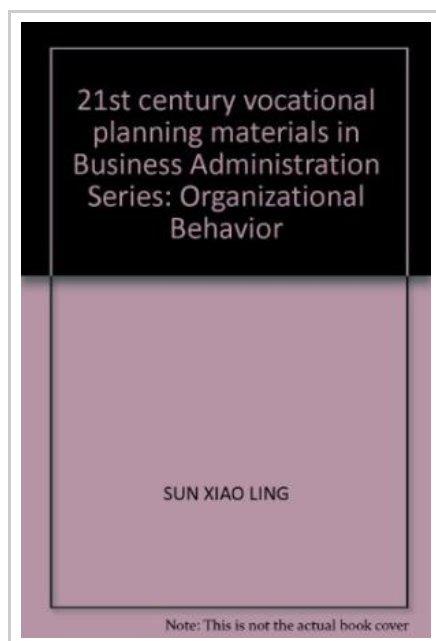 21st century vocational
planning materials in
Business Administration
Series: Organizational
Behavior
SUN XIAO LING
Note: This is not the actual book cover